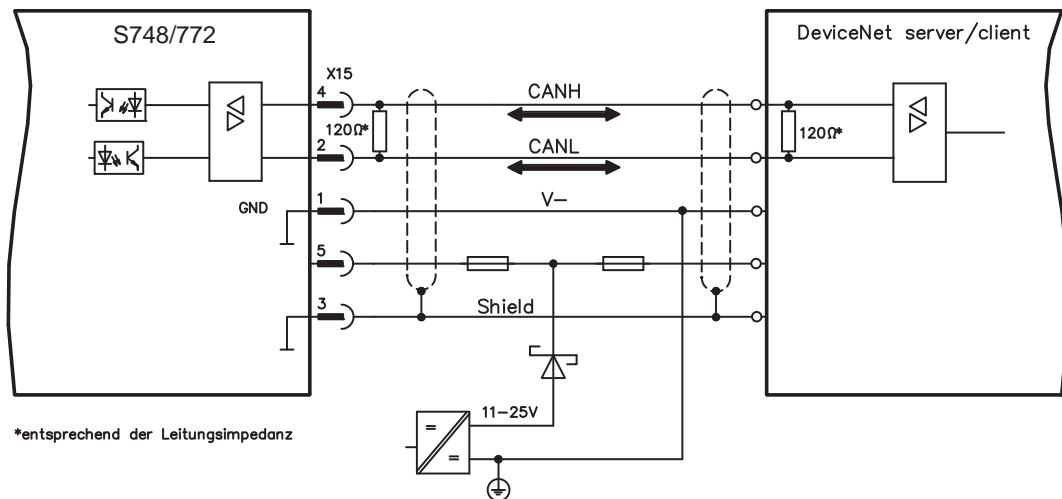 S748/772
DeviceNet server/client
X15
4
CANH
120Ω*
120Ω*
2
CANL
1
GND
V–
5
3
Shield
11–25V
=
=
*entsprechend der Leitungsimpedanz